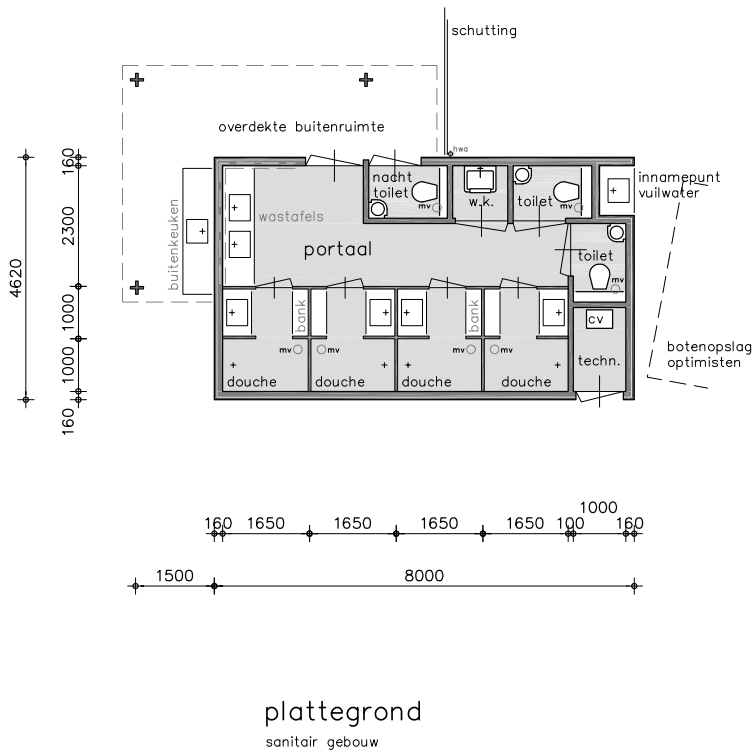 schutting
overdekte buitenruimte
hwa
nacht
toilet
mv
w.k.
toilet
mv
innamepunt
vuilwater
buitenkeuken
wastafels
portaal
toilet
mv
bank
bank
cv
techn.
mv
mv
mv
mv
douche
douche
douche
douche
botenopslag
optimisten
4620
160
2300
1000
1000
160
160
1650
1650
1650
1650
100
1000
160
1500
8000
plattegrond
sanitair gebouw